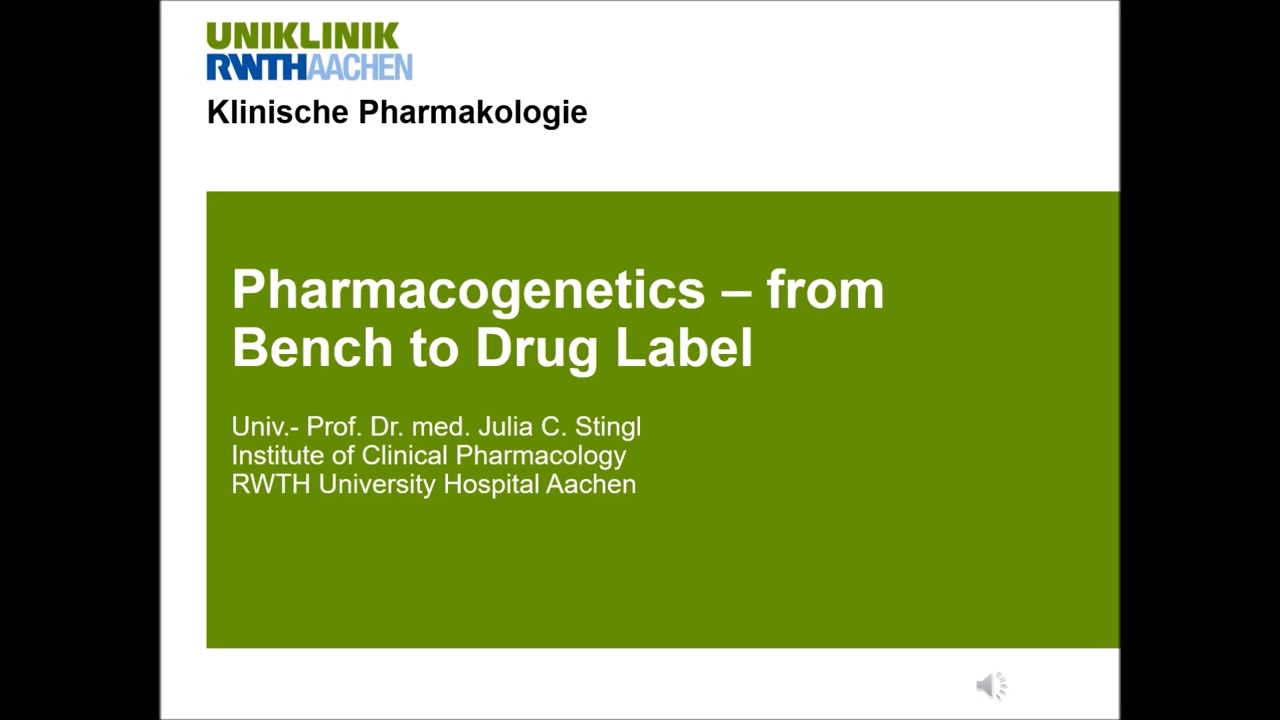 UNIKLINIK
RWTHAACHEN
Klinische Pharmakologie
Pharmacogenetics – from
Bench to Drug Label
Univ.- Prof. Dr. med. Julia C. Stingl
Institute of Clinical Pharmacology
RWTH University Hospital Aachen